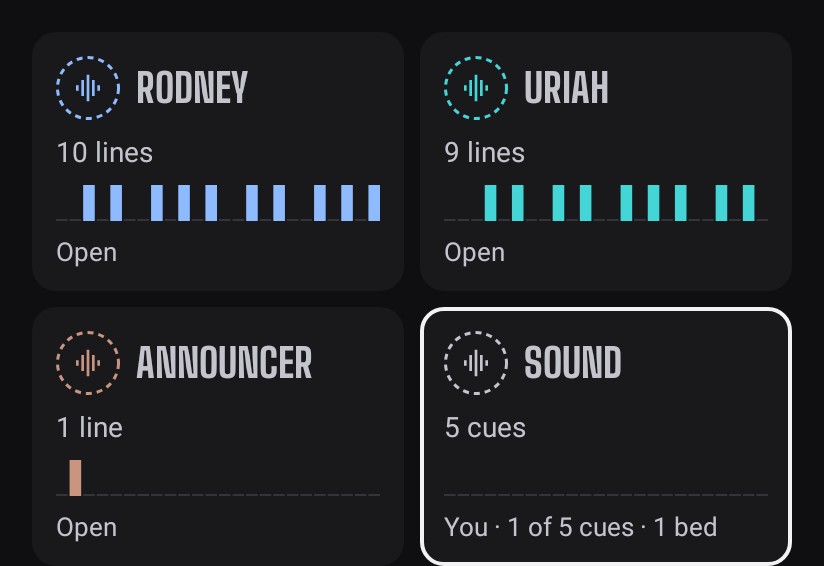 RODNEY
10 lines
Open
URIAH
9 lines
Open
ANNOUNCER
1 line
Open
SOUND
5 cues
You · 1 of 5 cues · 1 bed